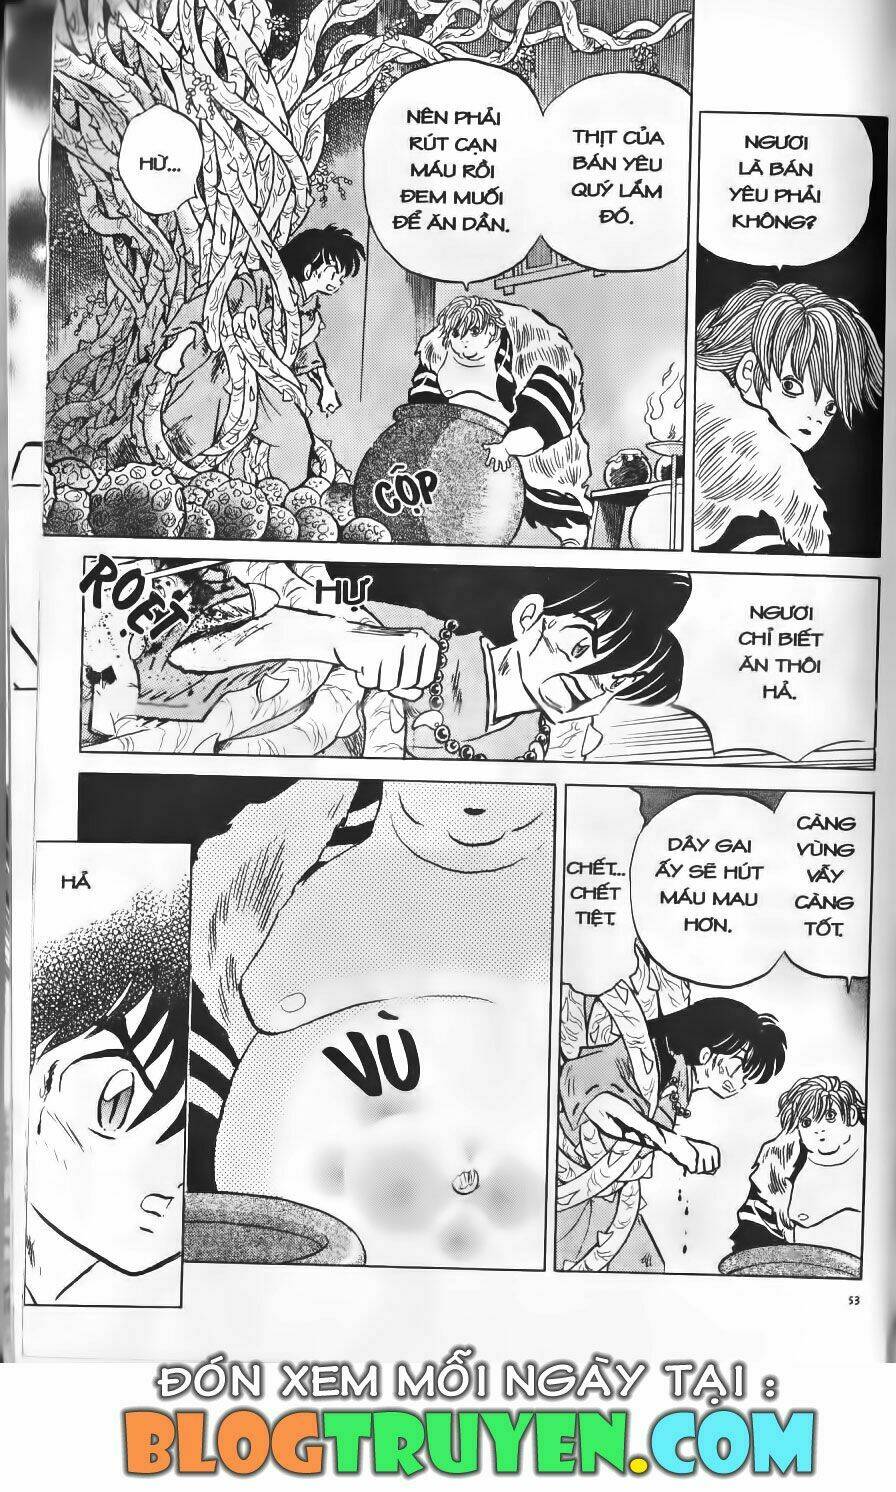 NGƯƠI
LÀ BÁN
YÊU PHẢI
KHÔNG?
THỊT CỦA
BÁN YÊU
QUÝ LẮM
ĐÓ.
NÊN PHẢI
RÚT CẠN
MÁU RỒI
ĐEM MUỐI
ĐỂ ĂN DẦN.
HỪ...
CỘP
NGƯƠI
CHỈ BIẾT
ĂN THÔI
HẢ.
HỰ
ROẸT
CÀNG
VÙNG
VẪY
CÀNG
TỐT.
DÂY GAI
ẤY SẼ HÚT
MÁU MAU
HƠN.
CHẾT...
CHẾT
TIỆT.
VÙ
HẢ
53
ĐÓN XEM MỖI NGÀY TẠI :
BLOGTRUYEN.COM